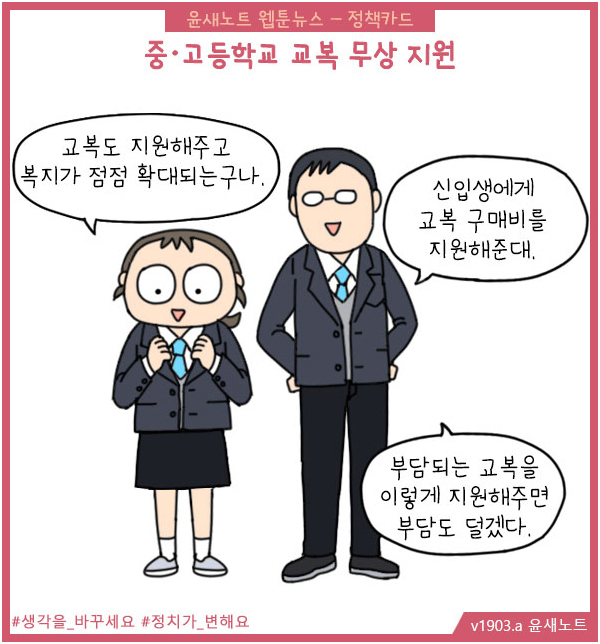 윤새노트 웹툰뉴스 – 정책카드
중·고등학교 교복 무상 지원
교복도 지원해주고
복지가 점점 확대되는구나.
신입생에게
교복 구매비를
지원해준대.
부담되는 교복을
이렇게 지원해주면
부담도 덜겠다.
#생각을_바꾸세요 #정치가_변해요
v1903.a 윤새노트